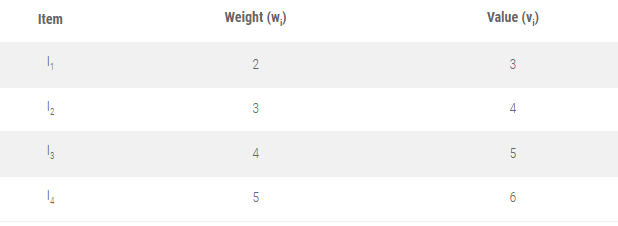 Item Weight (wᵢ) Value (vᵢ)
I₁ 2 3
I₂ 3 4
I₃ 4 5
I₄ 5 6